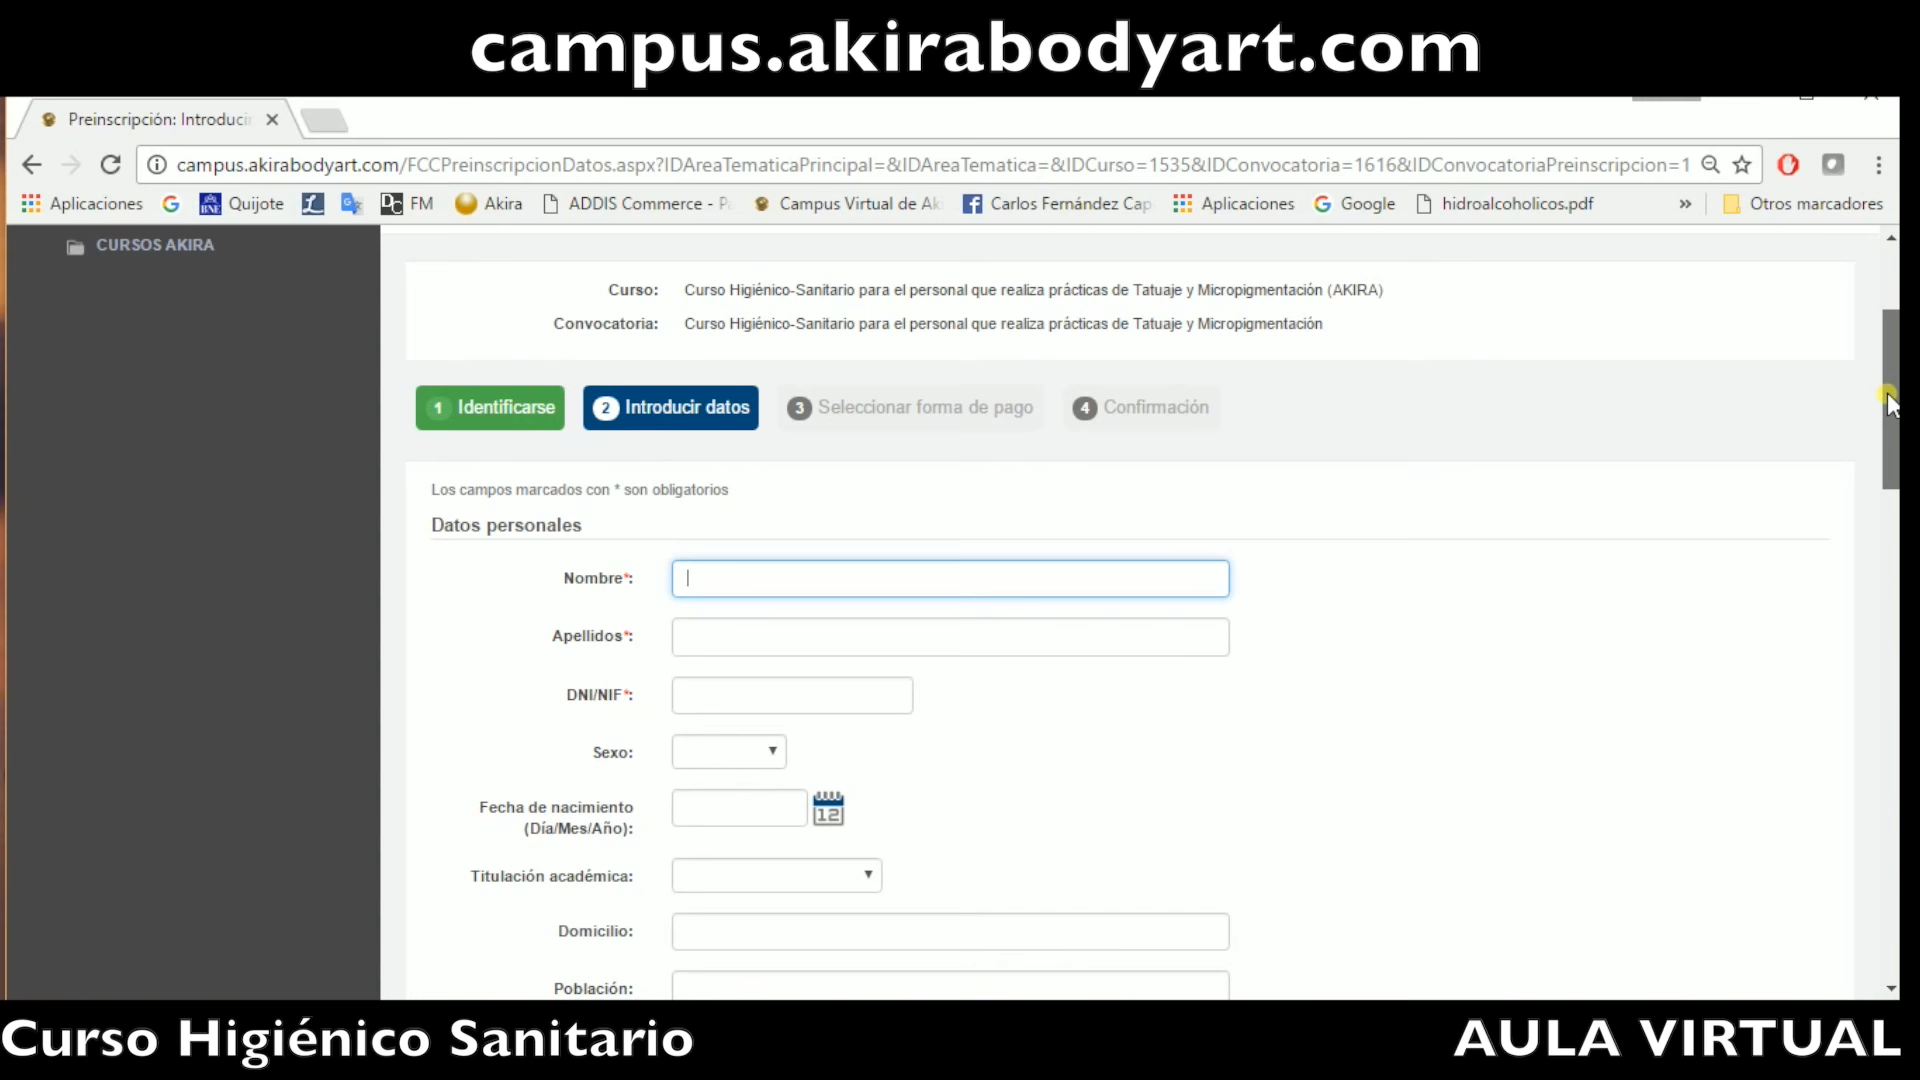 campus.akirabodyart.com
Preinscripción: Introducir
campus.akirabodyart.com/FCCPreinscripcionDatos.aspx?IDAreaTematicaPrincipal=&IDAreaTematica=&IDCurso=1535&IDConvocatoria=1616&IDConvocatoriaPreinscripcion=1
Aplicaciones BNE Quijote L DC FM Akira ADDIS Commerce - Pa Campus Virtual de Ak Carlos Fernández Cap Aplicaciones Google hidroalcoholicos.pdf » Otros marcadores
CURSOS AKIRA
Curso: Curso Higiénico-Sanitario para el personal que realiza prácticas de Tatuaje y Micropigmentación (AKIRA)
Convocatoria: Curso Higiénico-Sanitario para el personal que realiza prácticas de Tatuaje y Micropigmentación
1 Identificarse 2 Introducir datos 3 Seleccionar forma de pago 4 Confirmación
Los campos marcados con * son obligatorios
Datos personales
Nombre*:
Apellidos*:
DNI/NIF*:
Sexo:
Fecha de nacimiento
(Día/Mes/Año):
12
Titulación académica:
Domicilio:
Población:
Curso Higiénico Sanitario
AULA VIRTUAL